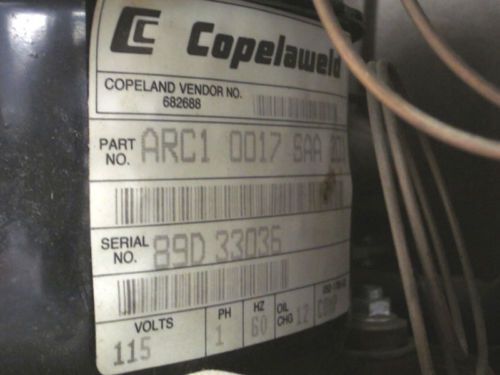 CC Copelaweld
COPELAND VENDOR NO.
682688
PART NO. ARC1 0017 SAA
SERIAL NO. 89D 33036
VOLTS PH HZ OIL CHG
115 1 60 12